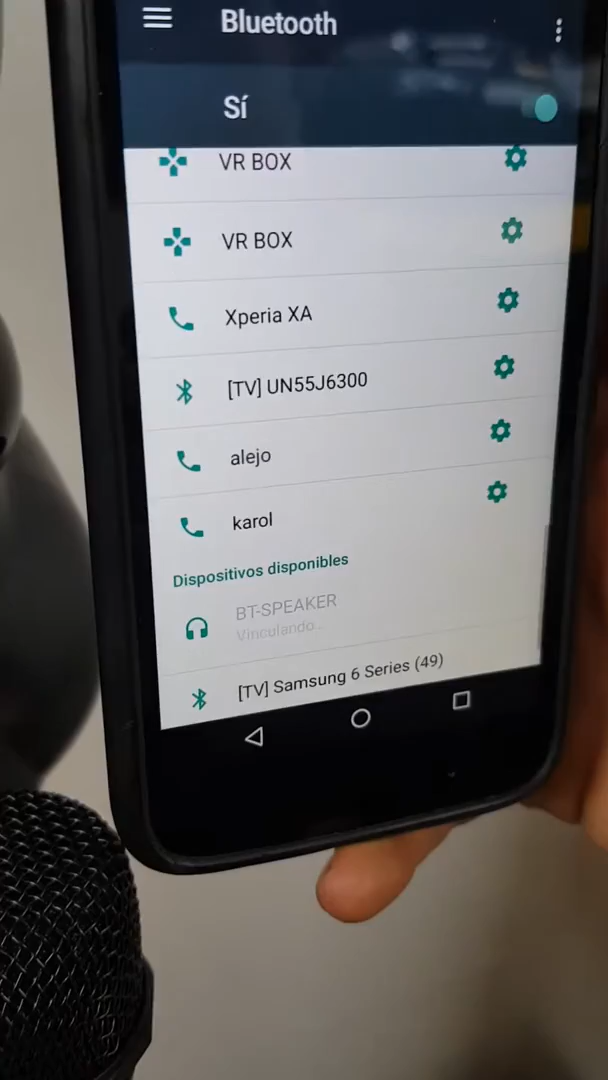 Bluetooth
Sí
VR BOX
VR BOX
Xperia XA
[TV] UN55J6300
alejo
karol
Dispositivos disponibles
BT-SPEAKER
Vinculando...
[TV] Samsung 6 Series (49)